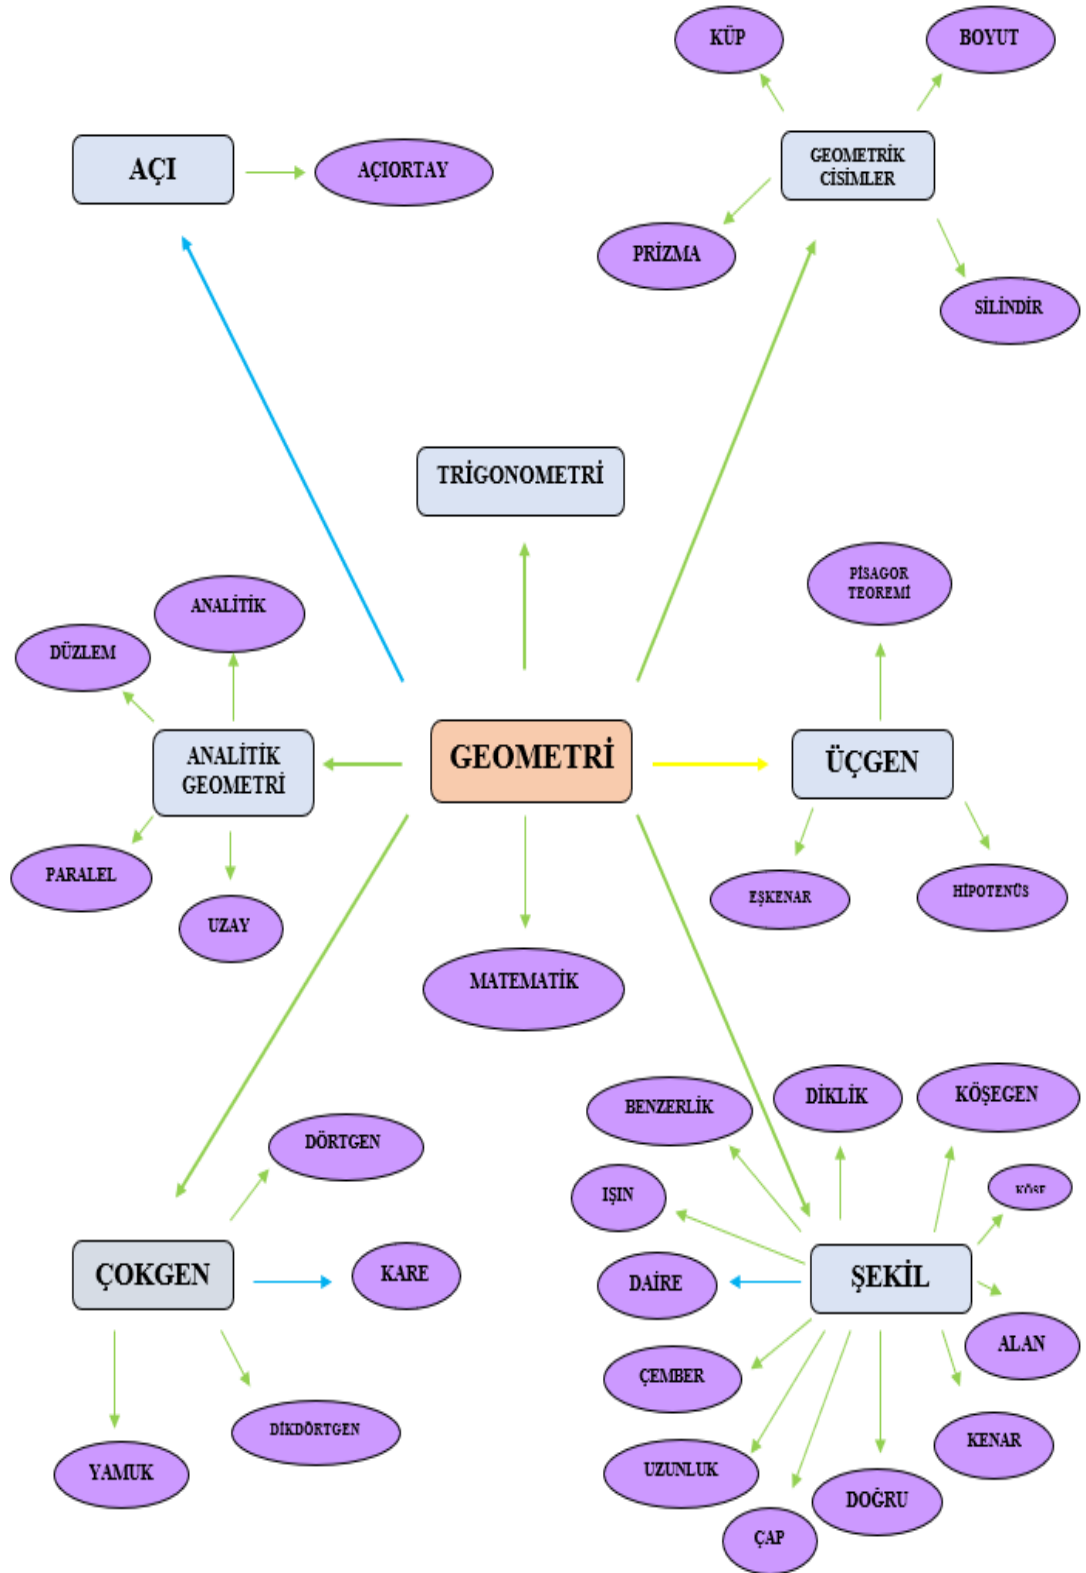 KÜP
BOYUT
AÇI
AÇIORTAY
GEOMETRİK
CİSİMLER
PRİZMA
SİLİNDİR
TRİGONOMETRİ
PİSAGOR
TEOREMİ
ANALİTİK
DÜZLEM
ANALİTİK
GEOMETRİ
GEOMETRİ
ÜÇGEN
PARALEL
UZAY
EŞKENAR
HİPOTENÜS
MATEMATİK
BENZERLİK
DİKLİK
KÖŞEGEN
DÖRTGEN
IŞIN
KÖŞE
ÇOKGEN
KARE
DAİRE
ŞEKİL
ALAN
ÇEMBER
DİKDÖRTGEN
KENAR
YAMUK
UZUNLUK
DOĞRU
ÇAP